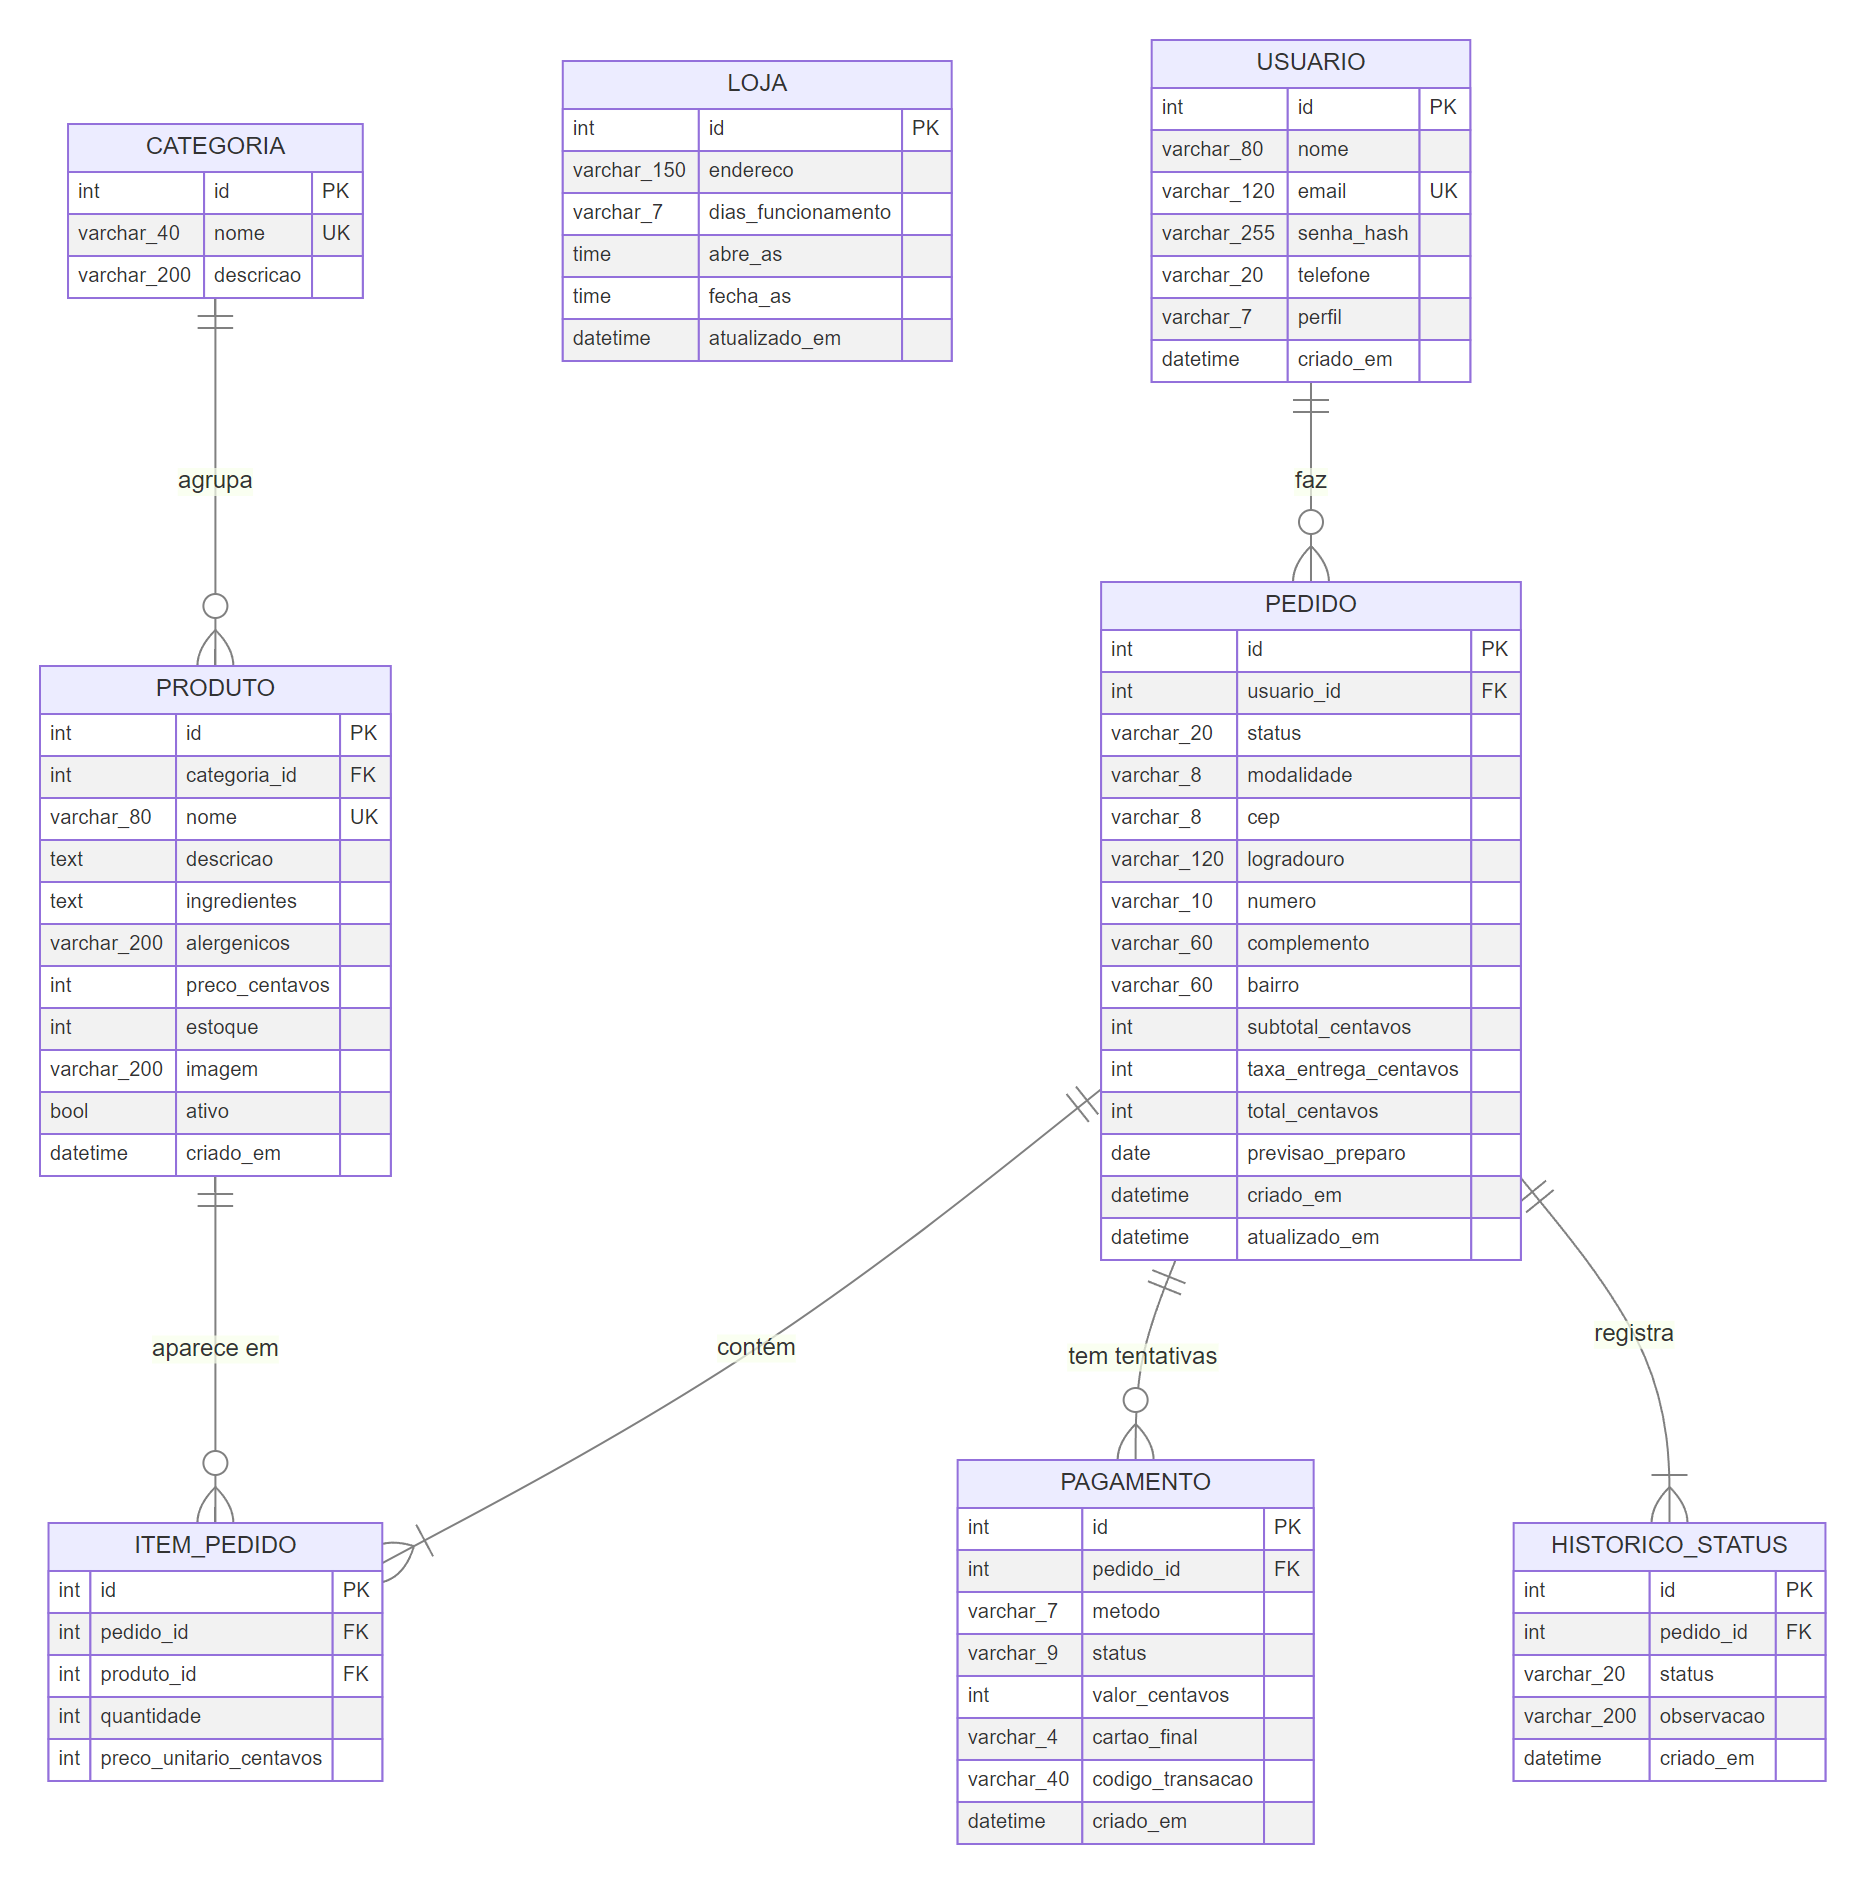 CATEGORIA
int id PK
varchar_40 nome UK
varchar_200 descricao
LOJA
int id PK
varchar_150 endereco
varchar_7 dias_funcionamento
time abre_as
time fecha_as
datetime atualizado_em
USUARIO
int id PK
varchar_80 nome
varchar_120 email UK
varchar_255 senha_hash
varchar_20 telefone
varchar_7 perfil
datetime criado_em
agrupa
faz
PRODUTO
int id PK
int categoria_id FK
varchar_80 nome UK
text descricao
text ingredientes
varchar_200 alergenicos
int preco_centavos
int estoque
varchar_200 imagem
bool ativo
datetime criado_em
PEDIDO
int id PK
int usuario_id FK
varchar_20 status
varchar_8 modalidade
varchar_8 cep
varchar_120 logradouro
varchar_10 numero
varchar_60 complemento
varchar_60 bairro
int subtotal_centavos
int taxa_entrega_centavos
int total_centavos
date previsao_preparo
datetime criado_em
datetime atualizado_em
aparece em
contém
tem tentativas
registra
ITEM_PEDIDO
int id PK
int pedido_id FK
int produto_id FK
int quantidade
int preco_unitario_centavos
PAGAMENTO
int id PK
int pedido_id FK
varchar_7 metodo
varchar_9 status
int valor_centavos
varchar_4 cartao_final
varchar_40 codigo_transacao
datetime criado_em
HISTORICO_STATUS
int id PK
int pedido_id FK
varchar_20 status
varchar_200 observacao
datetime criado_em